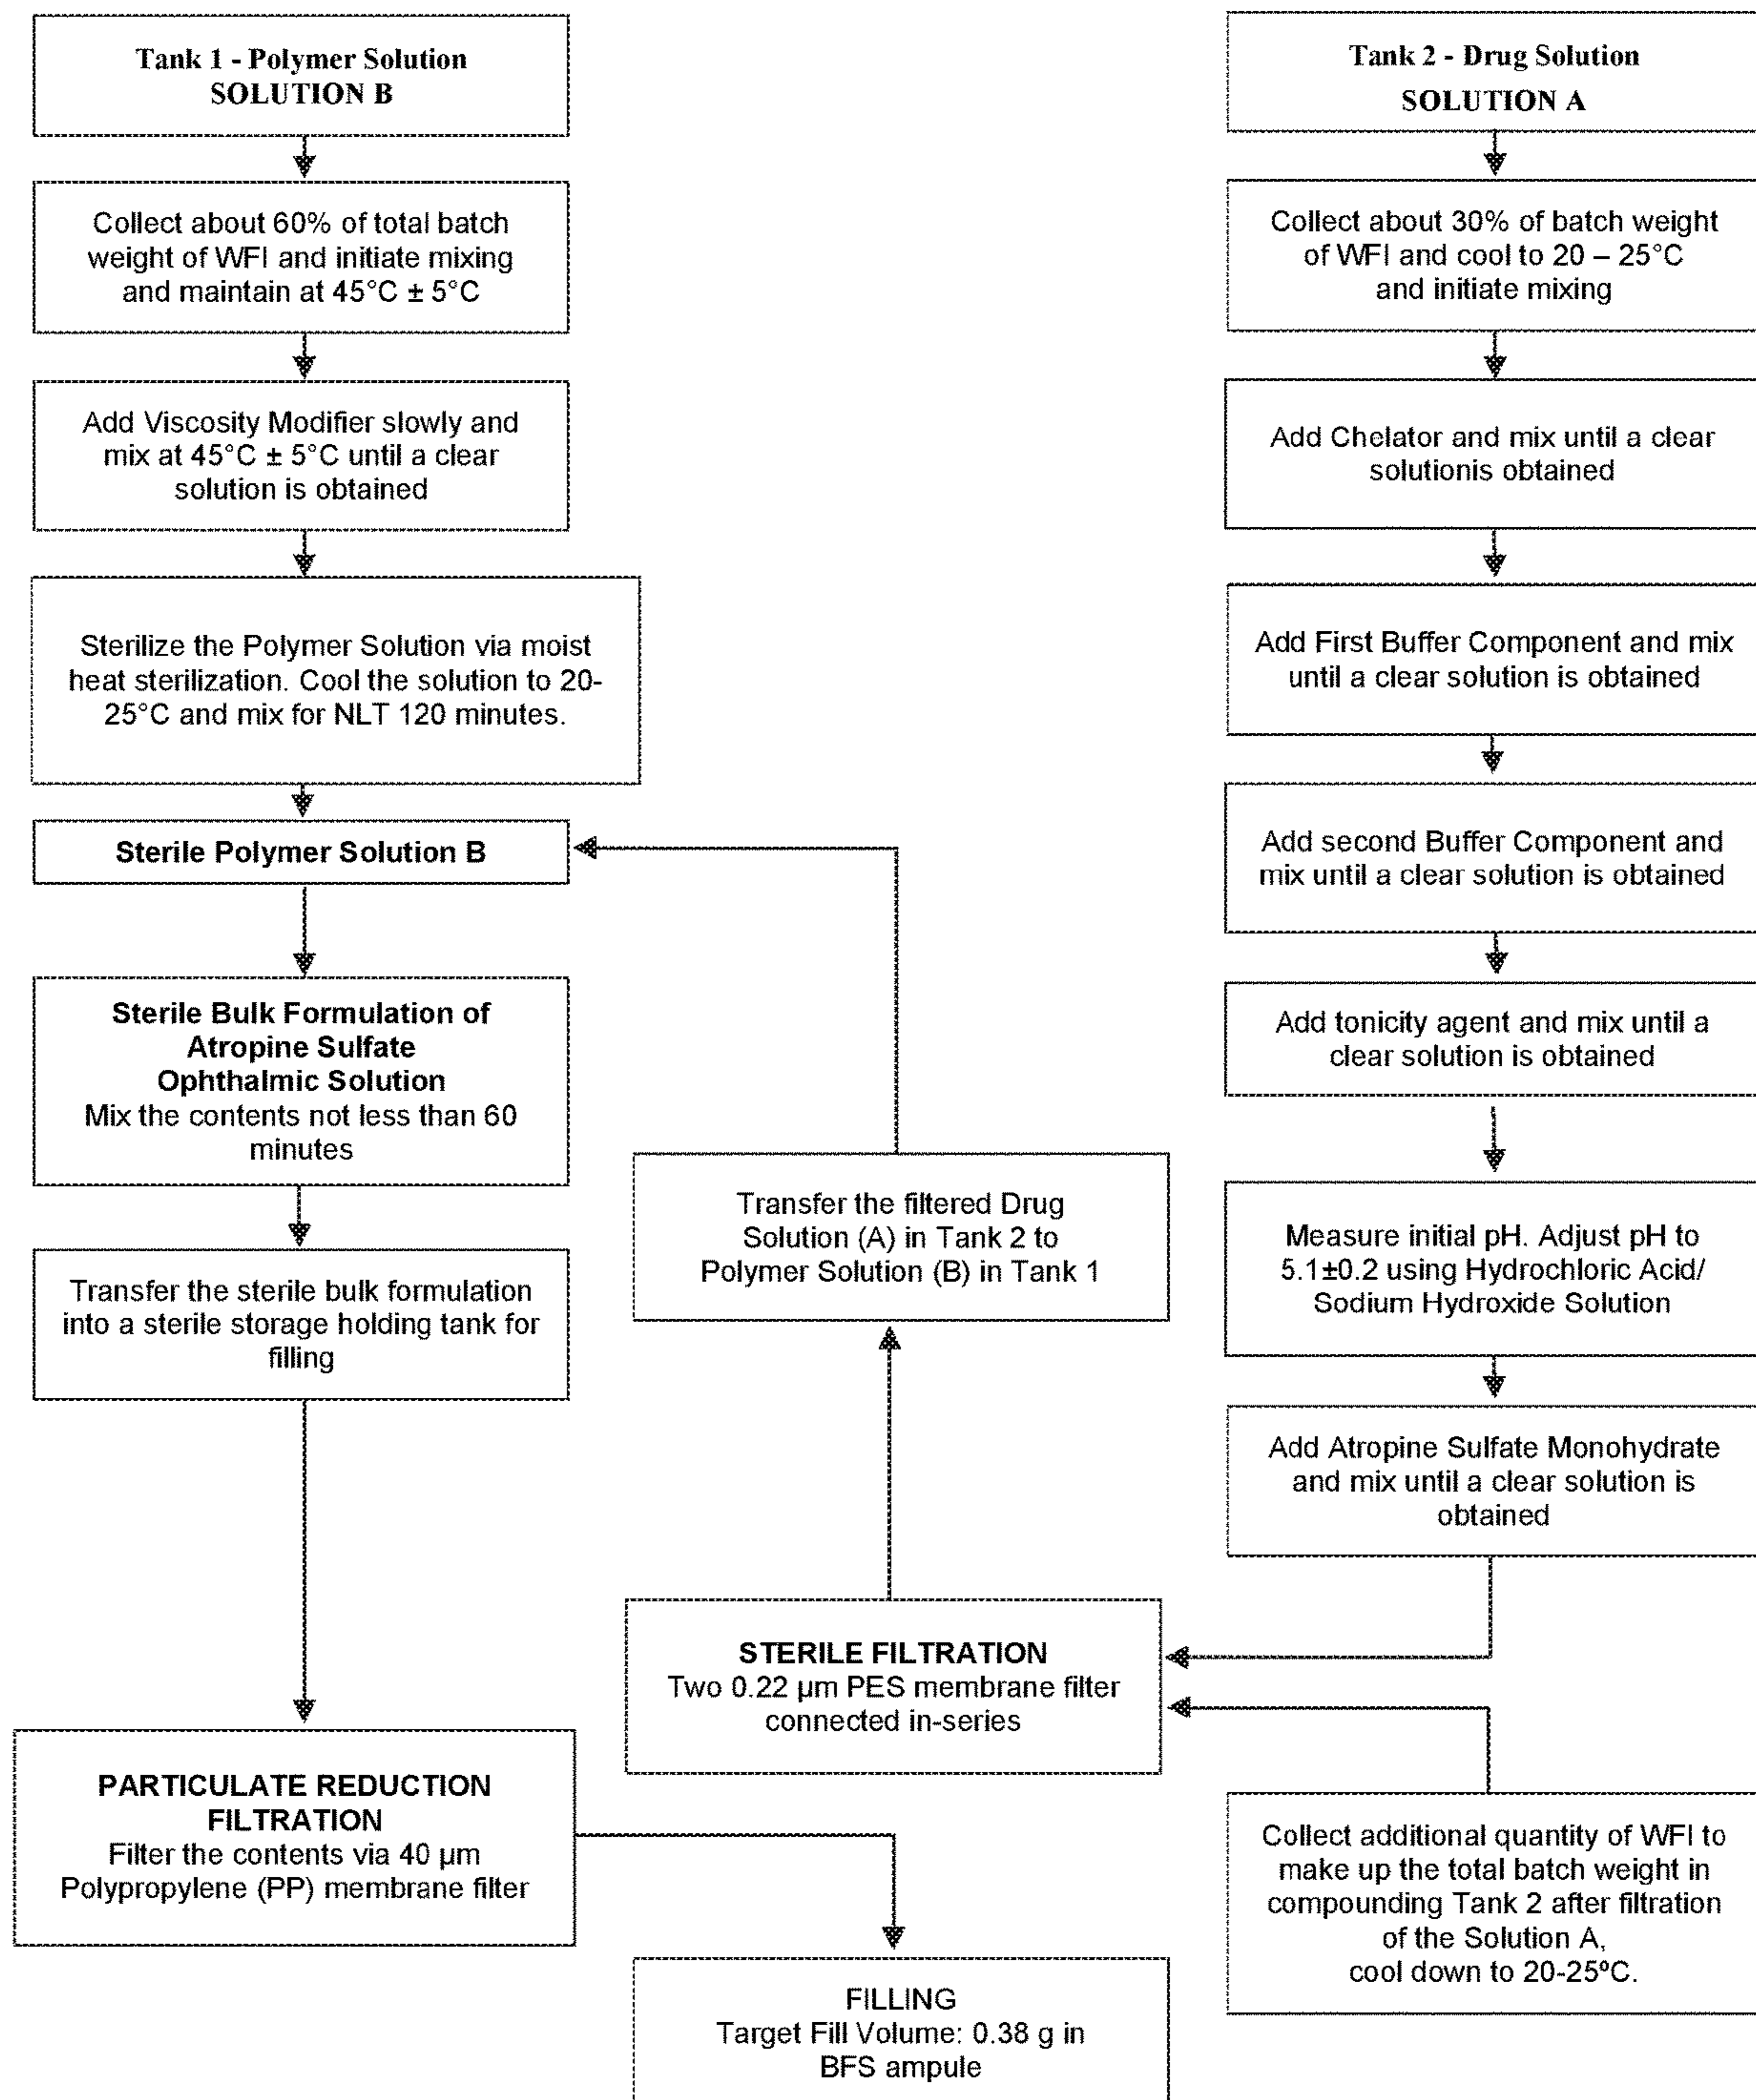 Tank 1 - Polymer Solution
SOLUTION B
Collect about 60% of total batch
weight of WFI and initiate mixing
and maintain at 45°C ± 5°C
Add Viscosity Modifier slowly and
mix at 45°C ± 5°C until a clear
solution is obtained
Sterilize the Polymer Solution via moist
heat sterilization. Cool the solution to 20-
25°C and mix for NLT 120 minutes.
Sterile Polymer Solution B
Sterile Bulk Formulation of
Atropine Sulfate
Ophthalmic Solution
Mix the contents not less than 60
minutes
Transfer the sterile bulk formulation
into a sterile storage holding tank for
filling
PARTICULATE REDUCTION
FILTRATION
Filter the contents via 40 µm
Polypropylene (PP) membrane filter
Tank 2 - Drug Solution
SOLUTION A
Collect about 30% of batch weight
of WFI and cool to 20 – 25°C
and initiate mixing
Add Chelator and mix until a clear
solutionis obtained
Add First Buffer Component and mix
until a clear solution is obtained
Add second Buffer Component and
mix until a clear solution is obtained
Add tonicity agent and mix until a
clear solution is obtained
Measure initial pH. Adjust pH to
5.1±0.2 using Hydrochloric Acid/
Sodium Hydroxide Solution
Add Atropine Sulfate Monohydrate
and mix until a clear solution is
obtained
Collect additional quantity of WFI to
make up the total batch weight in
compounding Tank 2 after filtration
of the Solution A,
cool down to 20-25ºC.
STERILE FILTRATION
Two 0.22 µm PES membrane filter
connected in-series
Transfer the filtered Drug
Solution (A) in Tank 2 to
Polymer Solution (B) in Tank 1
FILLING
Target Fill Volume: 0.38 g in
BFS ampule